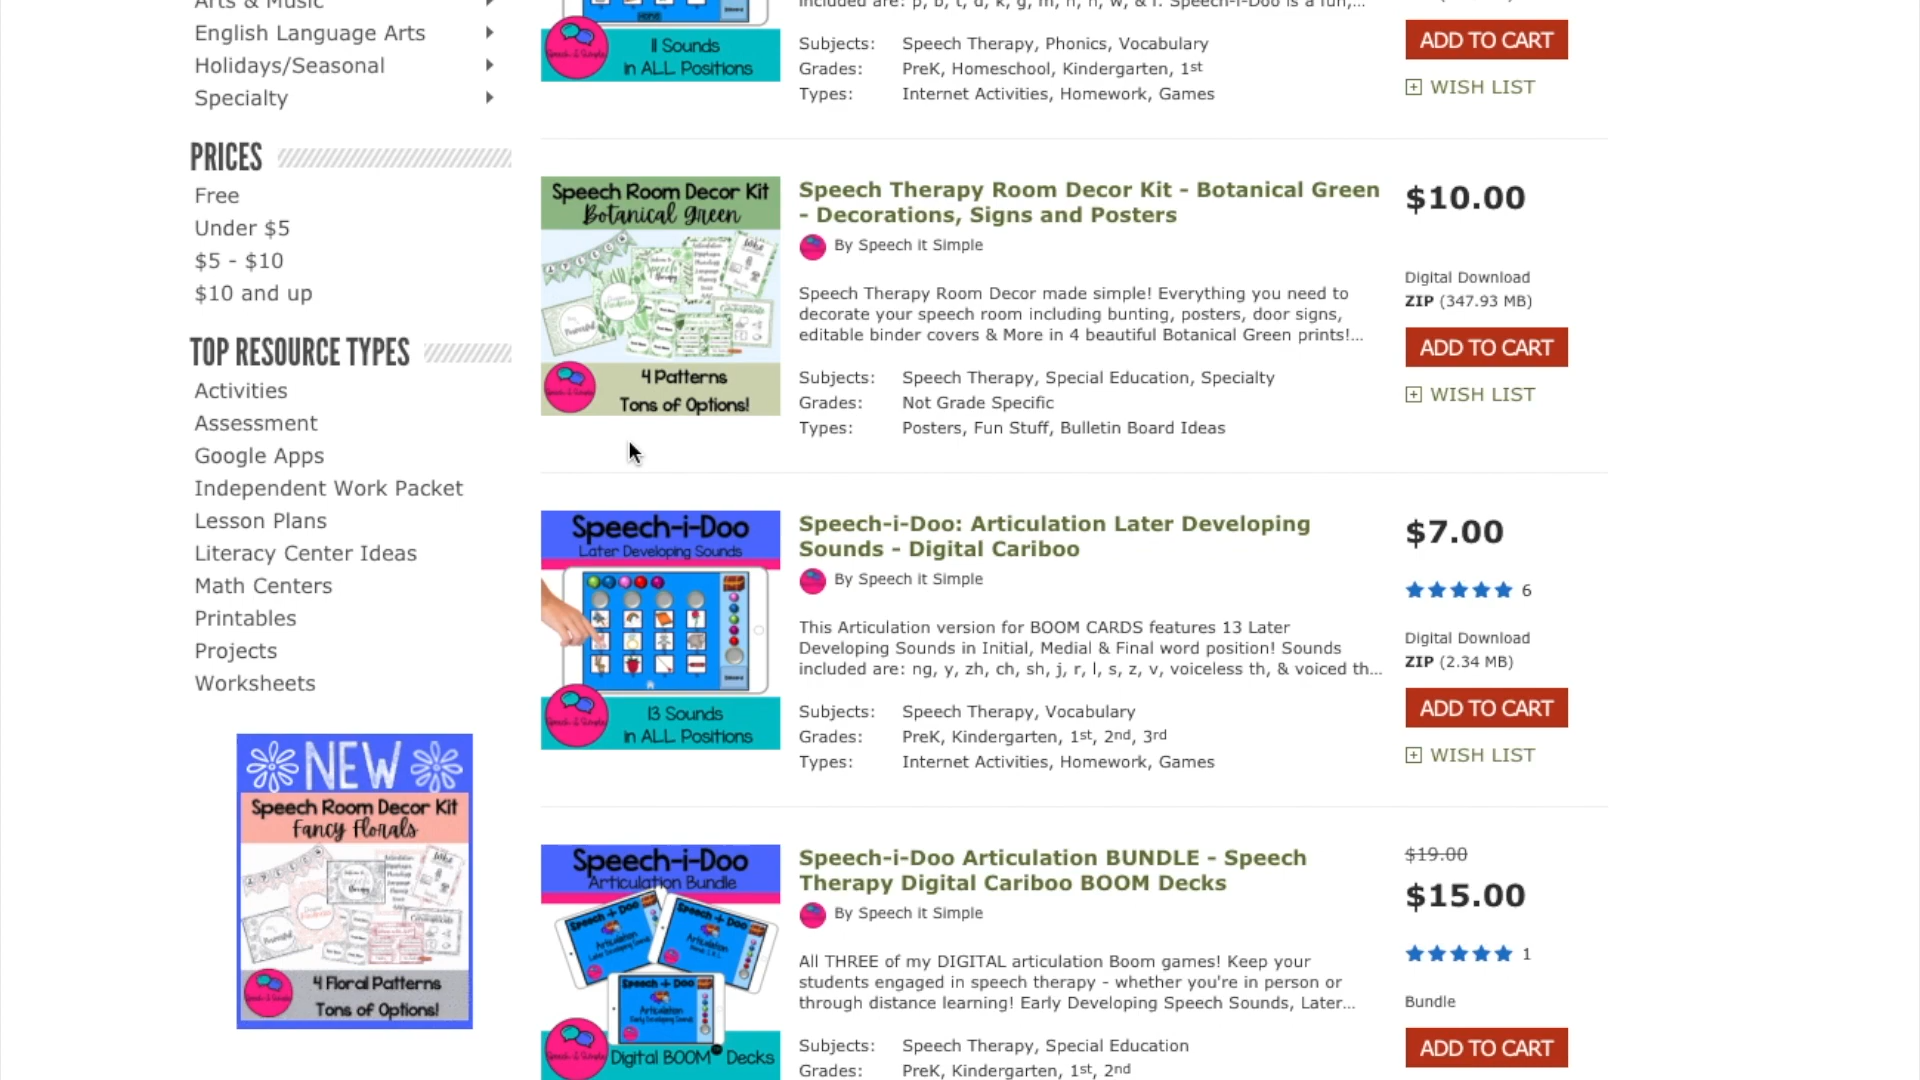 Arts & Music
English Language Arts
Holidays/Seasonal
Specialty
PRICES
Free
Under $5
$5 - $10
$10 and up
TOP RESOURCE TYPES
Activities
Assessment
Google Apps
Independent Work Packet
Lesson Plans
Literacy Center Ideas
Math Centers
Printables
Projects
Worksheets
NEW
Speech Room Decor Kit
Fancy Florals
4 Floral Patterns
Tons of Options!
11 Sounds
in ALL Positions
included are: p, b, t, d, k, g, m, n, h, w, & f. Speech-i-Doo is a fun,...
Subjects: Speech Therapy, Phonics, Vocabulary
Grades: PreK, Homeschool, Kindergarten, 1st
Types: Internet Activities, Homework, Games
ADD TO CART
WISH LIST
Speech Room Decor Kit
Botanical Green
4 Patterns
Tons of Options!
Speech Therapy Room Decor Kit - Botanical Green
- Decorations, Signs and Posters
By Speech it Simple
Speech Therapy Room Decor made simple! Everything you need to
decorate your speech room including bunting, posters, door signs,
editable binder covers & More in 4 beautiful Botanical Green prints!...
Subjects: Speech Therapy, Special Education, Specialty
Grades: Not Grade Specific
Types: Posters, Fun Stuff, Bulletin Board Ideas
$10.00
Digital Download
ZIP (347.93 MB)
ADD TO CART
WISH LIST
Speech-i-Doo
Later Developing Sounds
13 Sounds
in ALL Positions
Speech-i-Doo: Articulation Later Developing
Sounds - Digital Cariboo
By Speech it Simple
This Articulation version for BOOM CARDS features 13 Later
Developing Sounds in Initial, Medial & Final word position! Sounds
included are: ng, y, zh, ch, sh, j, r, l, s, z, v, voiceless th, & voiced th...
Subjects: Speech Therapy, Vocabulary
Grades: PreK, Kindergarten, 1st, 2nd, 3rd
Types: Internet Activities, Homework, Games
$7.00
6
Digital Download
ZIP (2.34 MB)
ADD TO CART
WISH LIST
Speech-i-Doo
Articulation Bundle
Digital BOOM Decks
Speech-i-Doo Articulation BUNDLE - Speech
Therapy Digital Cariboo BOOM Decks
By Speech it Simple
All THREE of my DIGITAL articulation Boom games! Keep your
students engaged in speech therapy - whether you're in person or
through distance learning! Early Developing Speech Sounds, Later...
Subjects: Speech Therapy, Special Education
Grades: PreK, Kindergarten, 1st, 2nd
$19.00
$15.00
1
Bundle
ADD TO CART